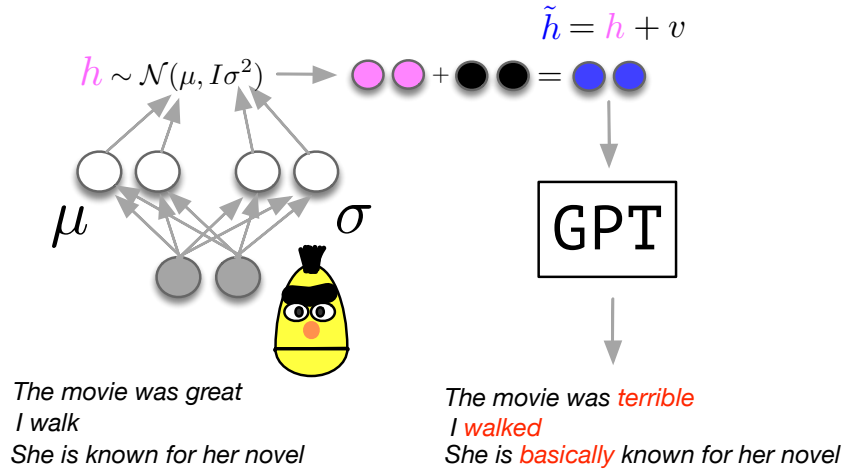 h̃ = h + v
h ∼ N(μ, Iσ²)
+ =
μ σ
GPT
The movie was great
I walk
She is known for her novel
The movie was terrible
I walked
She is basically known for her novel